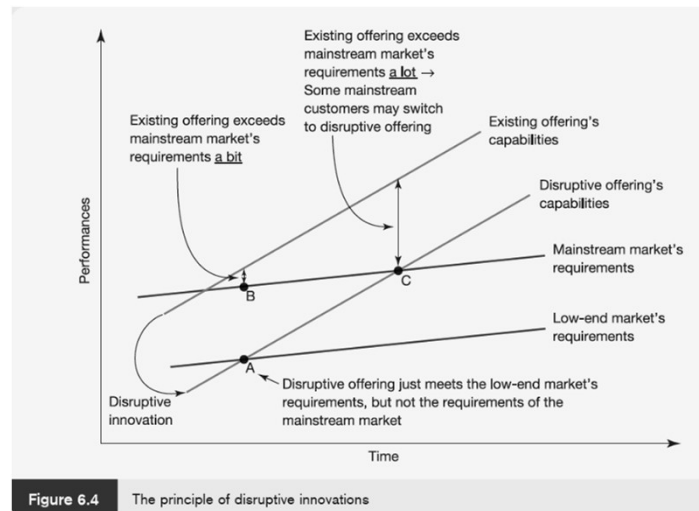 Existing offering exceeds
mainstream market's
requirements a lot →
Some mainstream
customers may switch
to disruptive offering
Existing offering exceeds
mainstream market's
requirements a bit
Existing offering's
capabilities
Disruptive offering's
capabilities
Performances
Mainstream market's
requirements
B
C
Low-end market's
requirements
A
Disruptive offering just meets the low-end market's
requirements, but not the requirements of the
mainstream market
Disruptive
innovation
Time
Figure 6.4 The principle of disruptive innovations